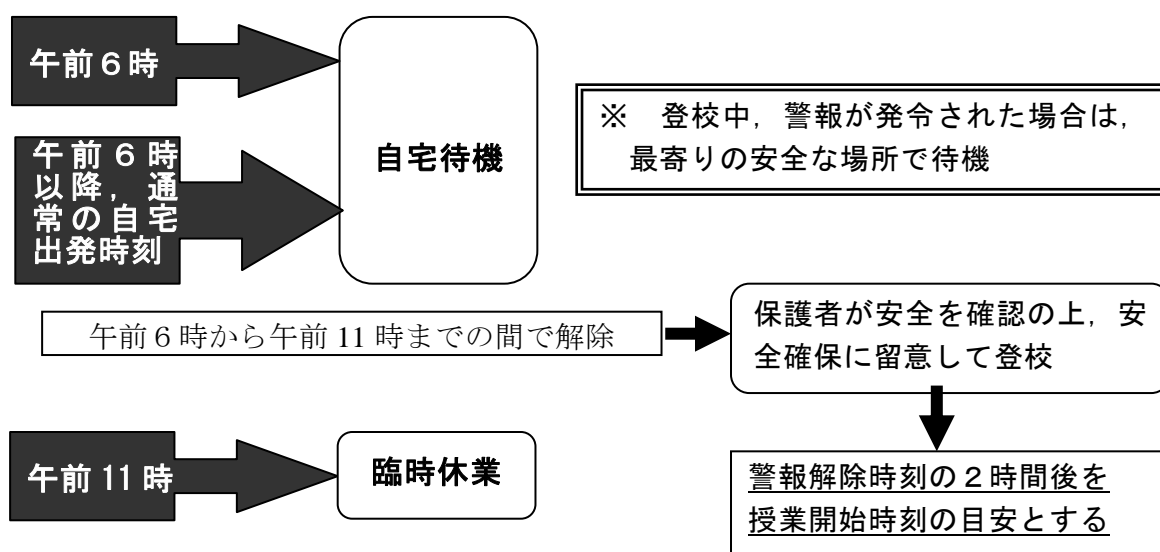 午前６時
自宅待機
※　登校中，警報が発令された場合は，
最寄りの安全な場所で待機
午前６時
以降，通
常の自宅
出発時刻
午前６時から午前 11 時までの間で解除
保護者が安全を確認の上，安
全確保に留意して登校
午前 11 時
臨時休業
警報解除時刻の２時間後を
授業開始時刻の目安とする